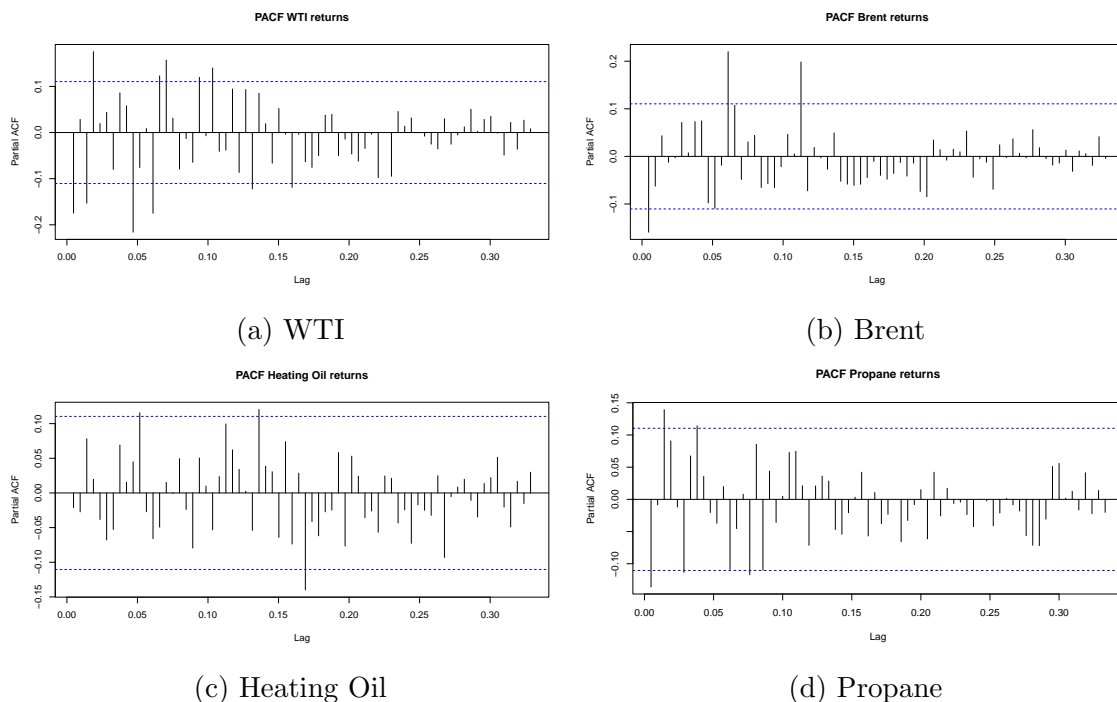 PACF WTI returns
Partial ACF
0.1
0.0
−0.1
−0.2
0.00 0.05 0.10 0.15 0.20 0.25 0.30
Lag
(a) WTI
PACF Brent returns
Partial ACF
0.2
0.1
0.0
−0.1
0.00 0.05 0.10 0.15 0.20 0.25 0.30
Lag
(b) Brent
PACF Heating Oil returns
Partial ACF
0.10
0.05
0.00
−0.05
−0.10
−0.15
0.00 0.05 0.10 0.15 0.20 0.25 0.30
Lag
(c) Heating Oil
PACF Propane returns
Partial ACF
0.15
0.10
0.05
0.00
−0.10
0.00 0.05 0.10 0.15 0.20 0.25 0.30
Lag
(d) Propane